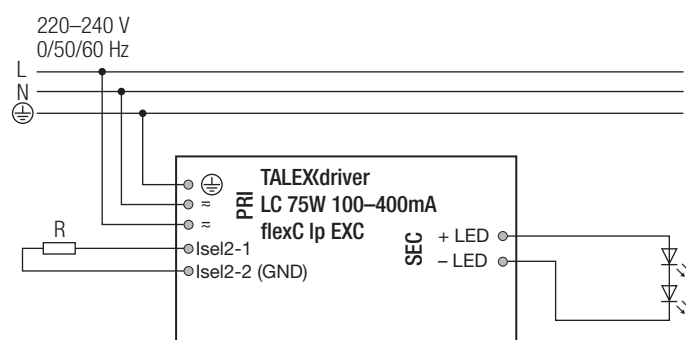 220–240 V
0/50/60 Hz
L
N
TALEXXdriver
LC 75W 100–400mA
flexC lp EXC
PRI
≂
≂
R
Isel2-1
Isel2-2 (GND)
SEC
+ LED
– LED